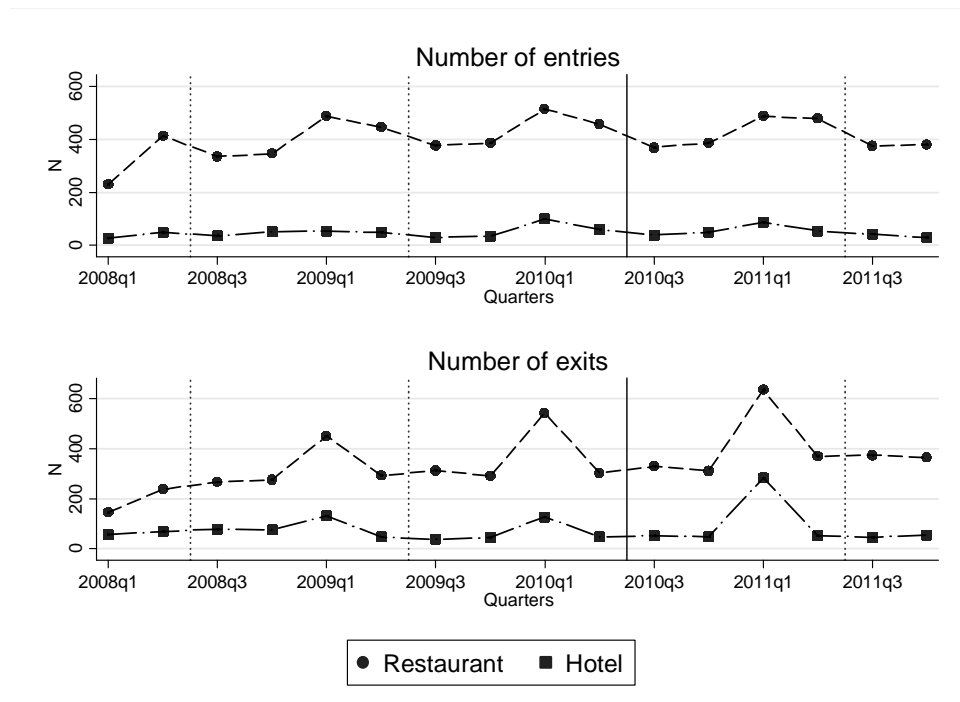 Number of entries
600
400
200
0
N
2008q1 2008q3 2009q1 2009q3 2010q1 2010q3 2011q1 2011q3
Quarters
Number of exits
600
400
200
0
N
2008q1 2008q3 2009q1 2009q3 2010q1 2010q3 2011q1 2011q3
Quarters
Restaurant Hotel